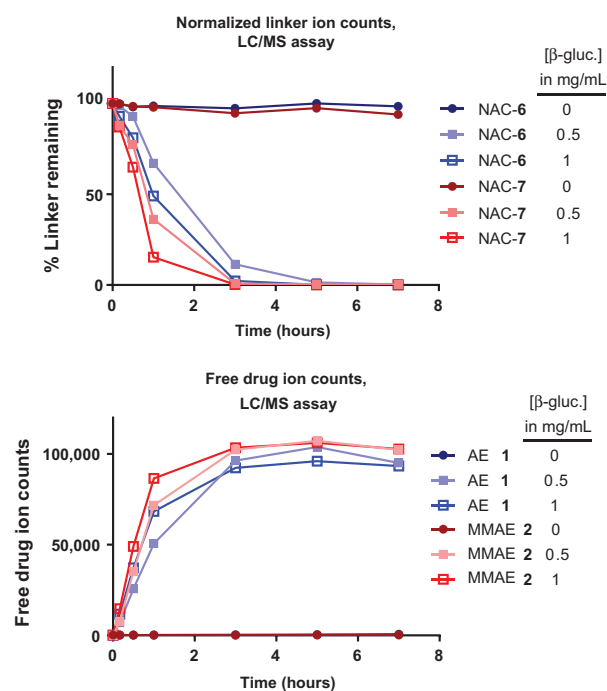 Normalized linker ion counts,
LC/MS assay
% Linker remaining
100
50
0
0 2 4 6 8
Time (hours)
[β-gluc.]
in mg/mL
NAC-6 0
NAC-6 0.5
NAC-6 1
NAC-7 0
NAC-7 0.5
NAC-7 1
Free drug ion counts,
LC/MS assay
Free drug ion counts
100,000
50,000
0
0 2 4 6 8
Time (hours)
[β-gluc.]
in mg/mL
AE 1 0
AE 1 0.5
AE 1 1
MMAE 2 0
MMAE 2 0.5
MMAE 2 1